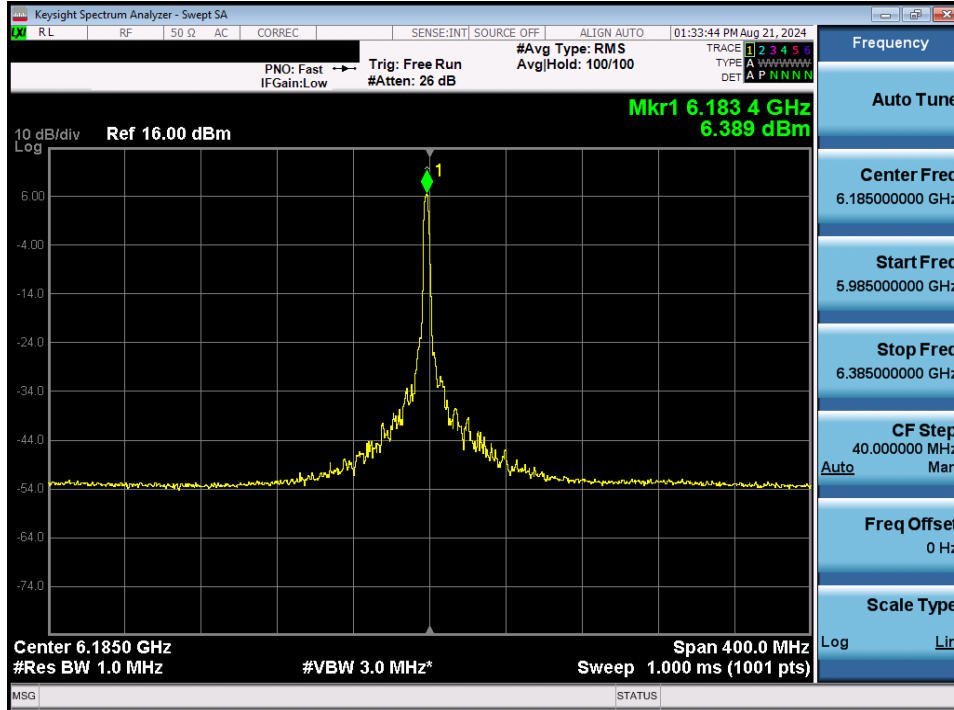 Keysight Spectrum Analyzer - Swept SA
LXI RL RF 50 Ω AC CORREC SENSE:INT SOURCE OFF ALIGN AUTO 01:33:44 PM Aug 21, 2024
PNO: Fast
IFGain:Low
Trig: Free Run
#Atten: 26 dB
#Avg Type: RMS
Avg|Hold: 100/100
TRACE 1 2 3 4 5 6
TYPE A WWWWW
DET A P N N N N
Mkr1 6.183 4 GHz
6.389 dBm
10 dB/div Ref 16.00 dBm
Log
1
6.00
-4.00
-14.0
-24.0
-34.0
-44.0
-54.0
-64.0
-74.0
Center 6.1850 GHz Span 400.0 MHz
#Res BW 1.0 MHz #VBW 3.0 MHz* Sweep 1.000 ms (1001 pts)
MSG STATUS
Frequency
Auto Tune
Center Freq
6.185000000 GHz
Start Freq
5.985000000 GHz
Stop Freq
6.385000000 GHz
CF Step
40.000000 MHz
Auto Man
Freq Offset
0 Hz
Scale Type
Log Lin